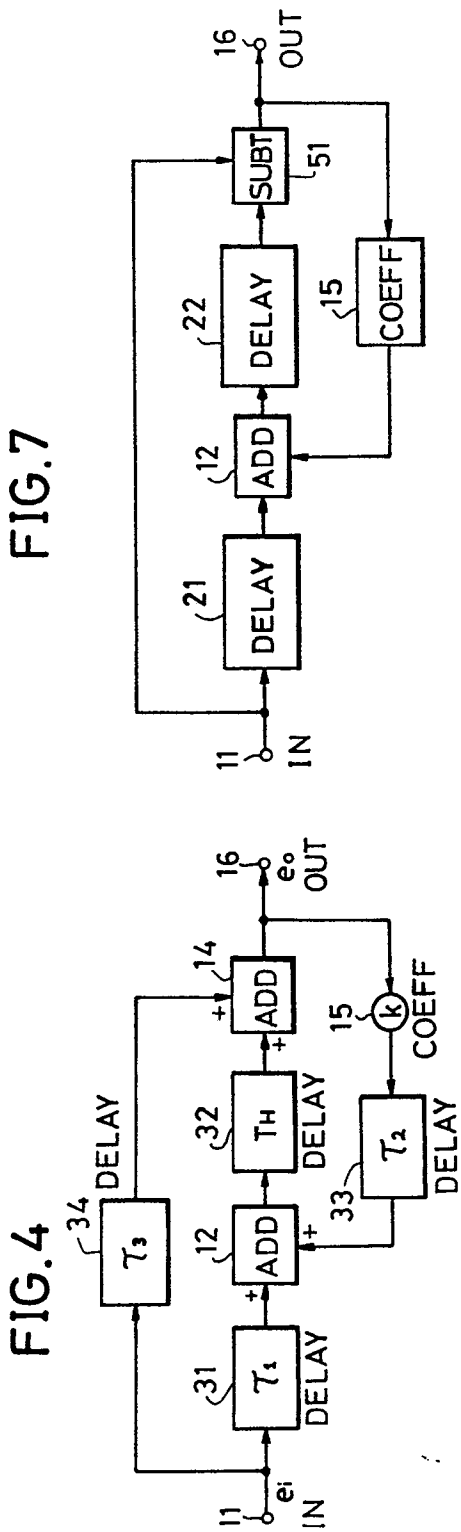 FIG.4
34
DELAY
τ3
11
ei
IN
31
τ1
DELAY
+
12
ADD
+
32
TH
DELAY
+
+
14
ADD
16
eo
OUT
15
k
COEFF
33
τ2
DELAY
FIG.7
11
IN
21
DELAY
12
ADD
22
DELAY
SUBT
51
16
OUT
15
COEFF